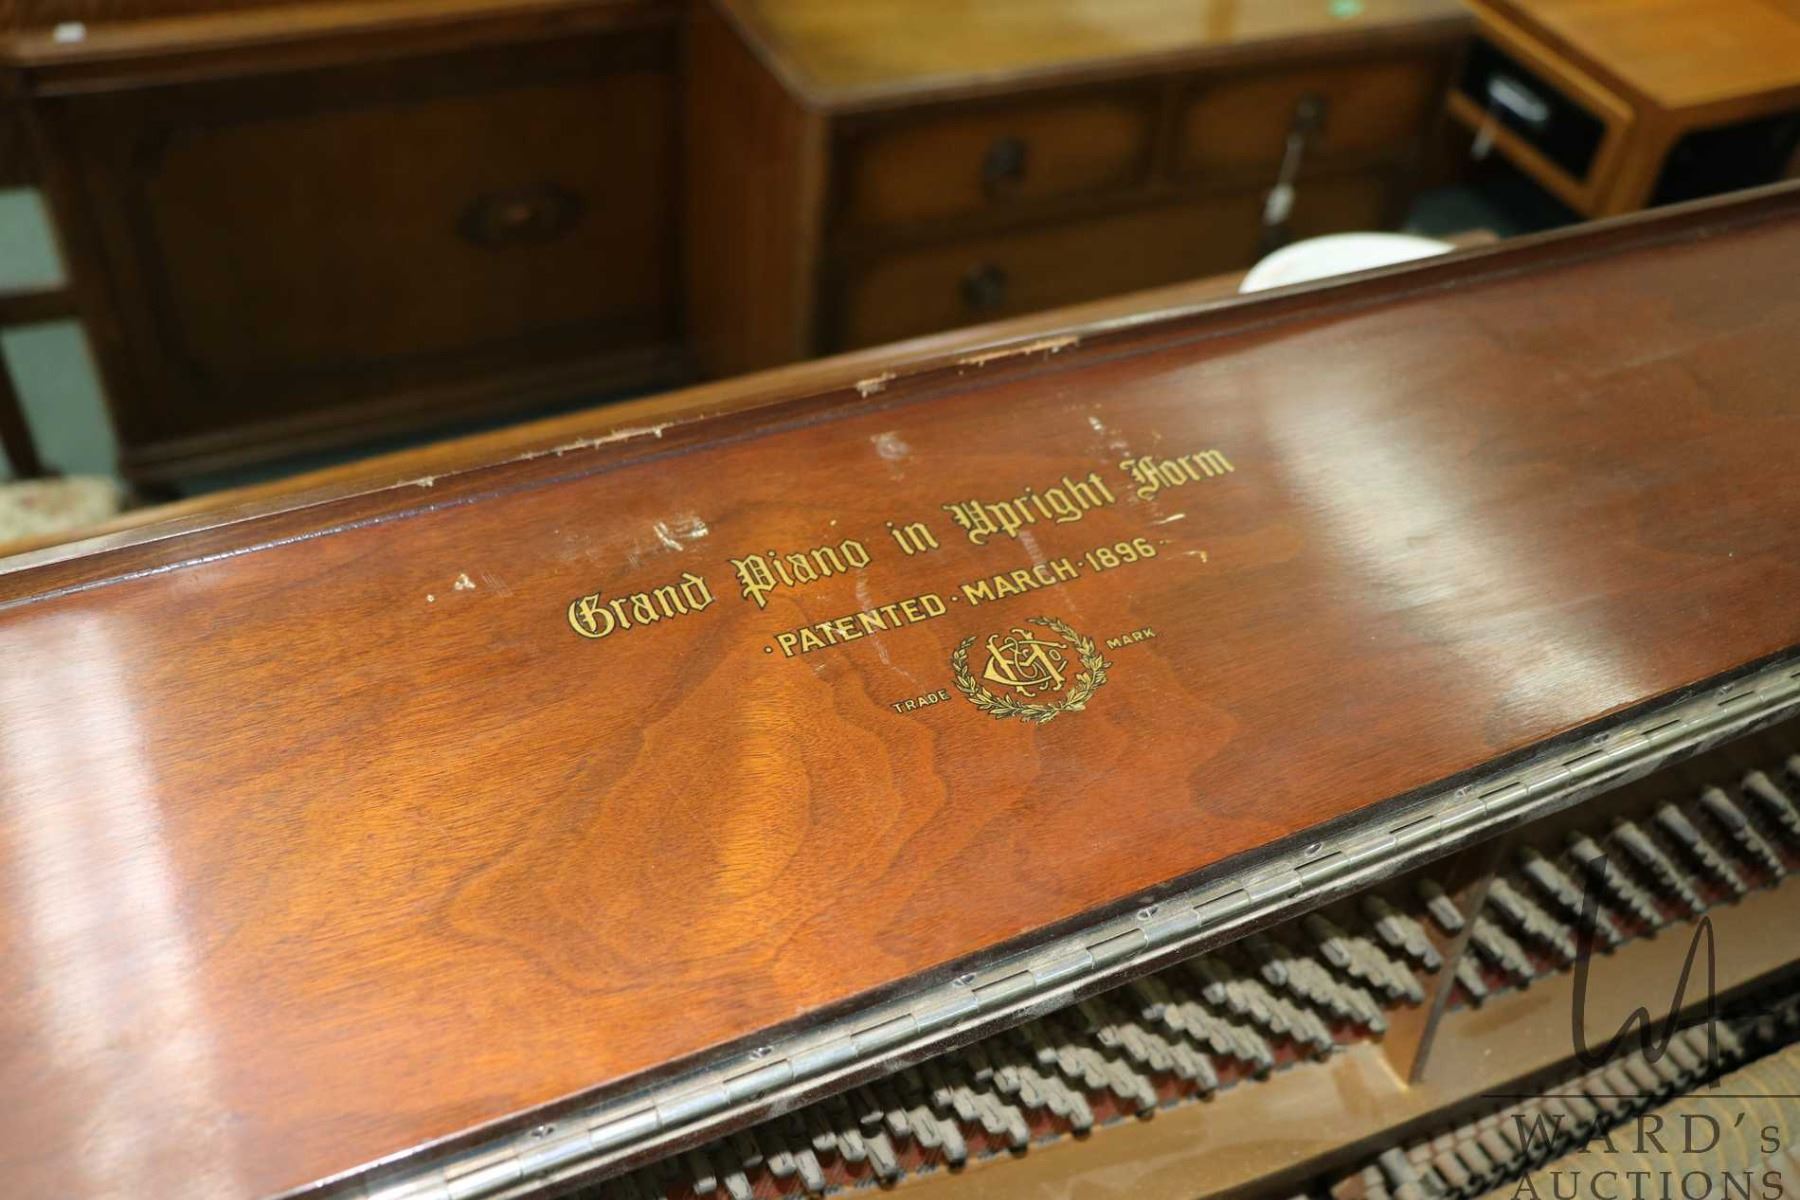 Grand Piano in Upright Form
· PATENTED · MARCH · 1896 ·
TRADE MARK
WARD's
AUCTIONS